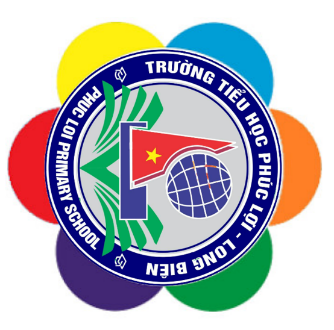 TRƯỜNG TIỂU HỌC PHÚC LỢI - LONG BIÊN
PHUC LOI PRIMARY SCHOOL